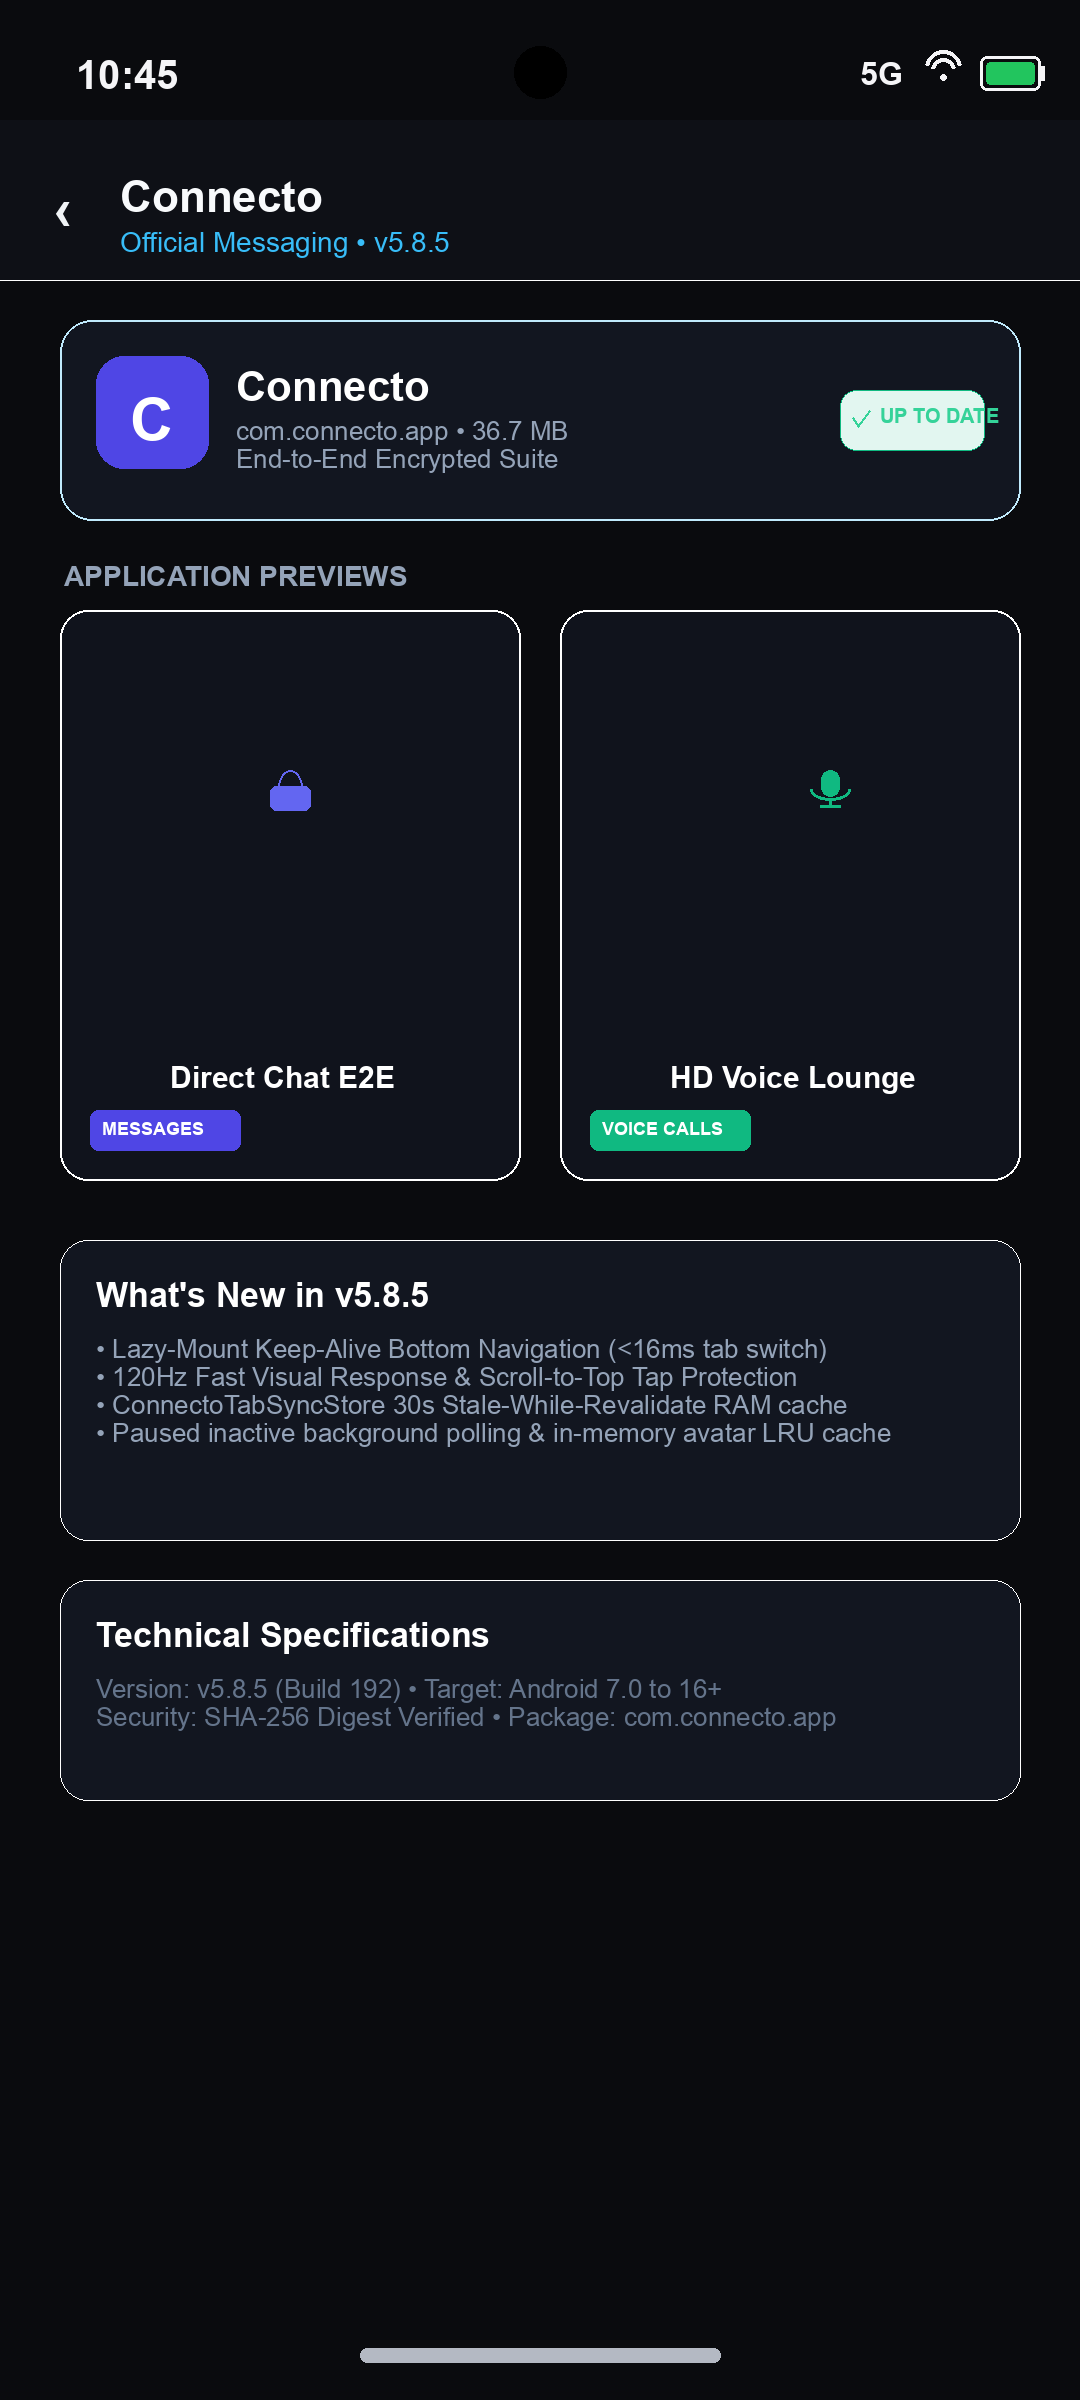 10:45
5G
Connecto
Official Messaging • v5.8.5
C
Connecto
com.connecto.app • 36.7 MB
End-to-End Encrypted Suite
✓ UP TO DATE
APPLICATION PREVIEWS
Direct Chat E2E
MESSAGES
HD Voice Lounge
VOICE CALLS
What's New in v5.8.5
• Lazy-Mount Keep-Alive Bottom Navigation (<16ms tab switch)
• 120Hz Fast Visual Response & Scroll-to-Top Tap Protection
• ConnectoTabSyncStore 30s Stale-While-Revalidate RAM cache
• Paused inactive background polling & in-memory avatar LRU cache
Technical Specifications
Version: v5.8.5 (Build 192) • Target: Android 7.0 to 16+
Security: SHA-256 Digest Verified • Package: com.connecto.app